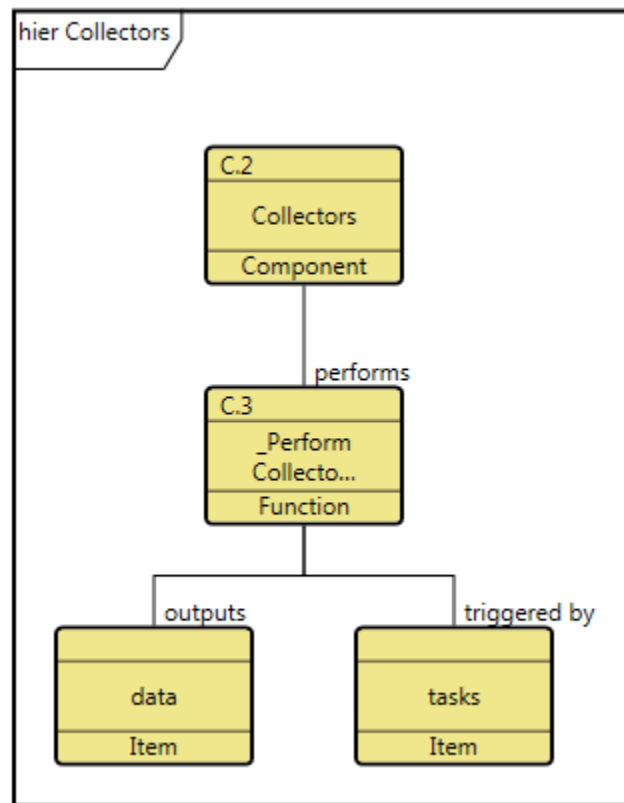 hier Collectors
C.2
Collectors
Component
performs
C.3
_Perform
Collecto...
Function
outputs
triggered by
data
tasks
Item
Item